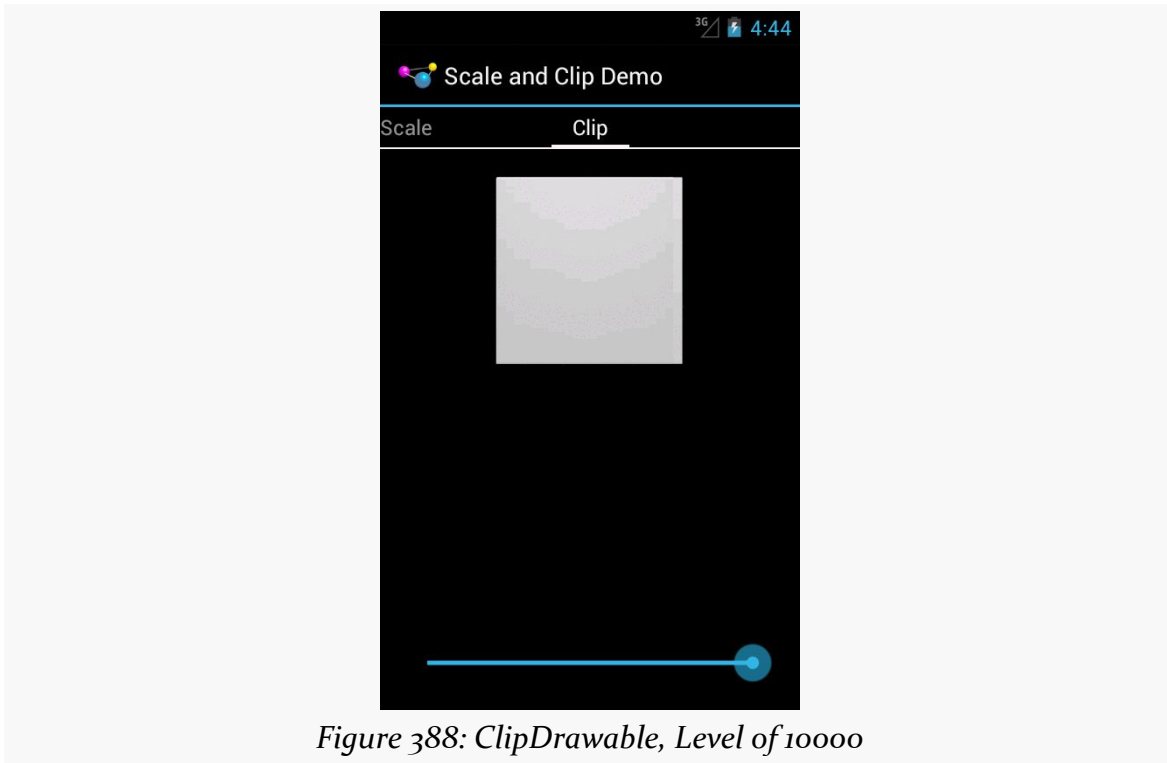 3G 4:44
Scale and Clip Demo
Scale Clip
Figure 388: ClipDrawable, Level of 10000